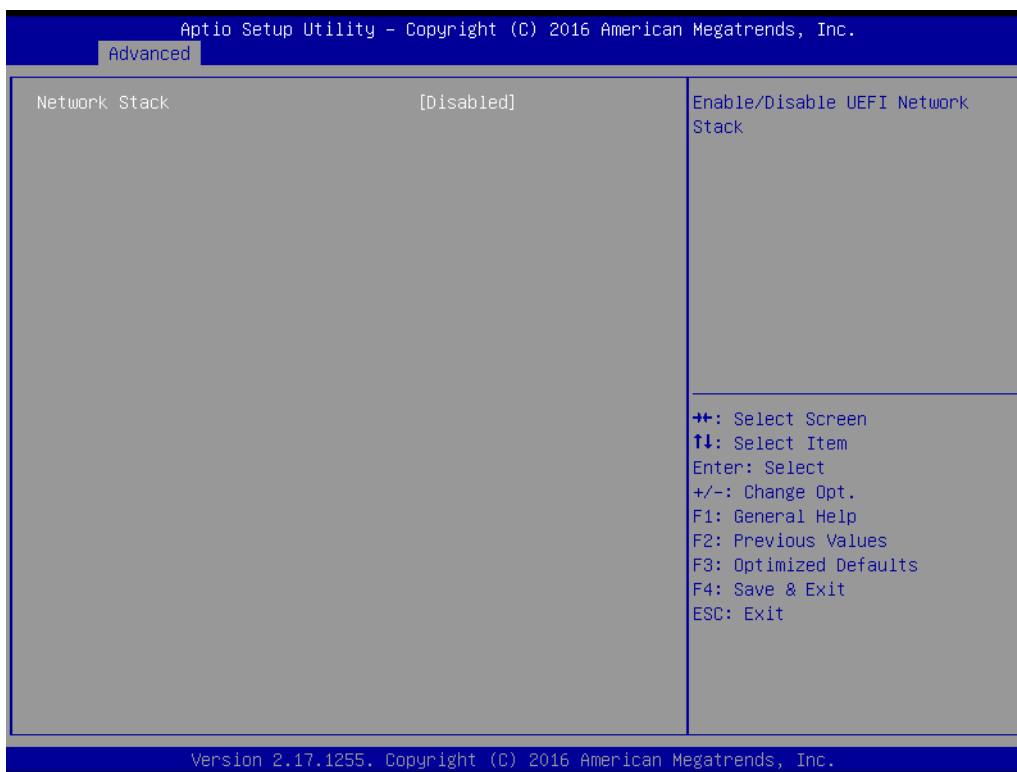 Aptio Setup Utility – Copyright (C) 2016 American Megatrends, Inc.
Advanced
Network Stack [Disabled]
Enable/Disable UEFI Network
Stack
→←: Select Screen
↑↓: Select Item
Enter: Select
+/-: Change Opt.
F1: General Help
F2: Previous Values
F3: Optimized Defaults
F4: Save & Exit
ESC: Exit
Version 2.17.1255. Copyright (C) 2016 American Megatrends, Inc.